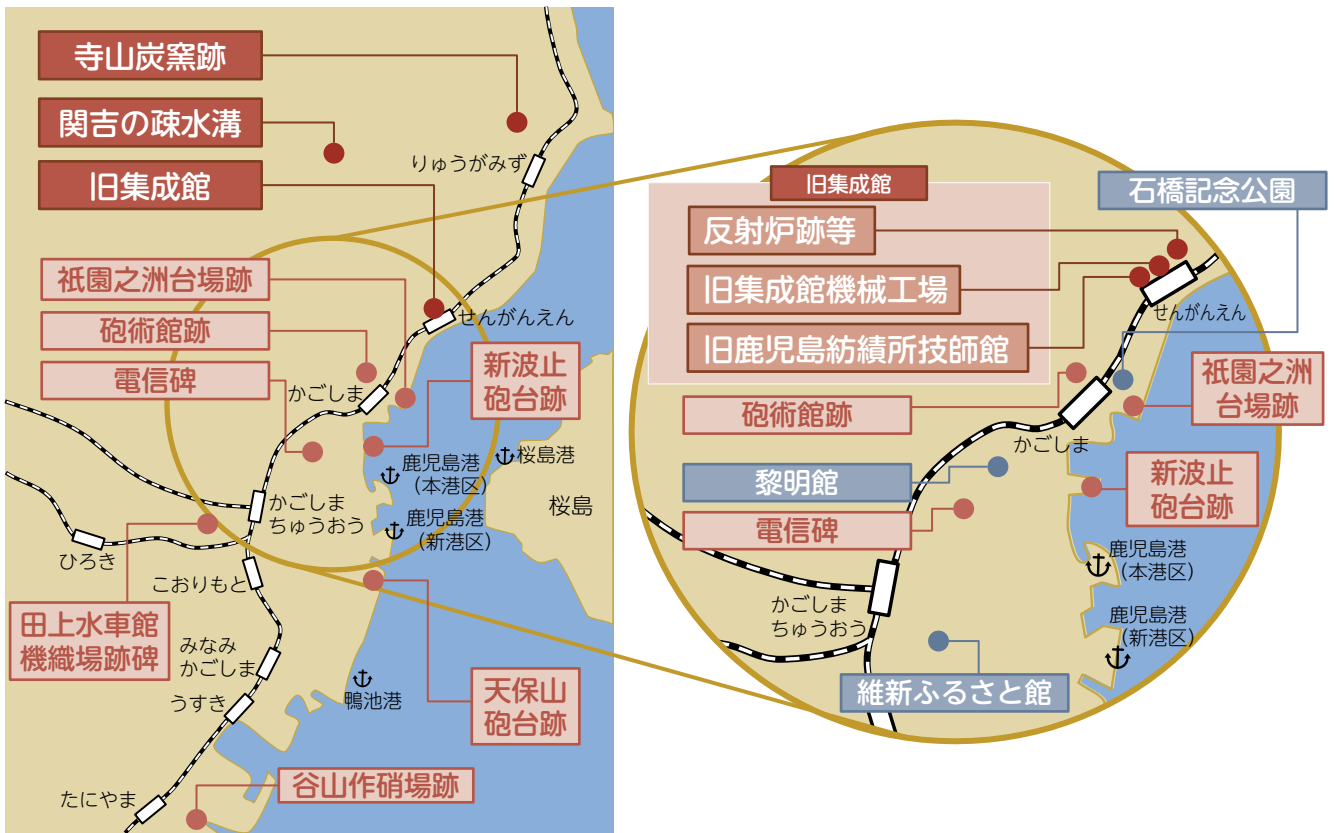 寺山炭窯跡
関吉の疎水溝
旧集成館
りゅうがみず
祇園之洲台場跡
砲術館跡
電信碑
せんがんえん
かごしま
新波止
砲台跡
鹿児島港
（本港区）
桜島港
桜島
かごしま
ちゅうおう
鹿児島港
（新港区）
ひろき
こおりもと
田上水車館
機織場跡碑
みなみ
かごしま
うすき
鴨池港
天保山
砲台跡
谷山作硝場跡
たにやま
旧集成館
反射炉跡等
旧集成館機械工場
旧鹿児島紡績所技師館
石橋記念公園
せんがんえん
祇園之洲
台場跡
砲術館跡
かごしま
黎明館
新波止
砲台跡
電信碑
鹿児島港
（本港区）
かごしま
ちゅうおう
鹿児島港
（新港区）
維新ふるさと館